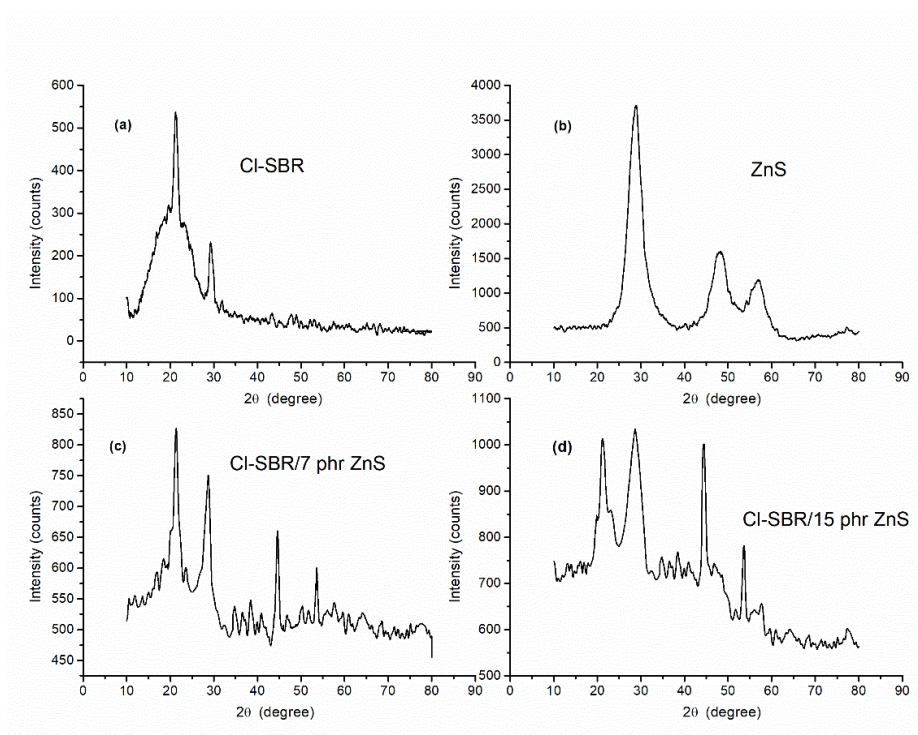 (a)
Cl-SBR
Intensity (counts)
600
500
400
300
200
100
0
0 10 20 30 40 50 60 70 80 90
2θ (degree)
(b)
ZnS
Intensity (counts)
4000
3500
3000
2500
2000
1500
1000
500
0
0 10 20 30 40 50 60 70 80 90
2θ (degree)
(c)
Cl-SBR/7 phr ZnS
Intensity (counts)
850
800
750
700
650
600
550
500
450
0 10 20 30 40 50 60 70 80 90
2θ (degree)
(d)
Cl-SBR/15 phr ZnS
Intensity (counts)
1100
1000
900
800
700
600
500
0 10 20 30 40 50 60 70 80 90
2θ (degree)